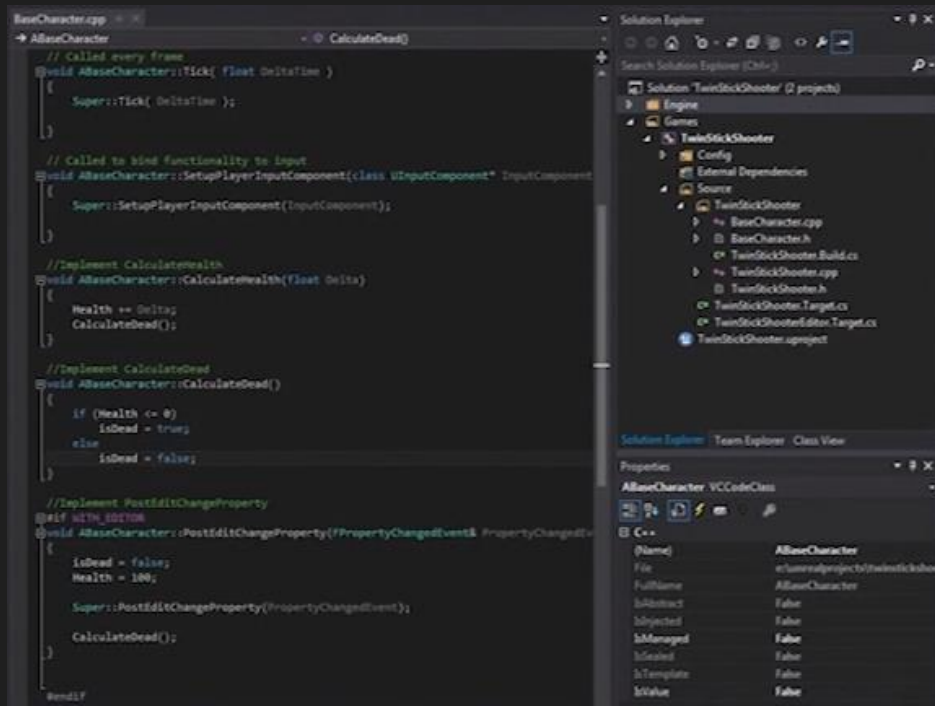 BaseCharacter.cpp
ABaseCharacter
CalculateDead()
// Called every frame
void ABaseCharacter::Tick( float DeltaTime )
{
Super::Tick( DeltaTime );
}
// Called to bind functionality to input
void ABaseCharacter::SetupPlayerInputComponent(class UInputComponent* InputComponent
{
Super::SetupPlayerInputComponent(InputComponent);
}
//Implement CalculateHealth
void ABaseCharacter::CalculateHealth(float Delta)
{
Health += Delta;
CalculateDead();
}
//Implement CalculateDead
void ABaseCharacter::CalculateDead()
{
if (Health <= 0)
isDead = true;
else
isDead = false;
}
//Implement PostEditChangeProperty
#if WITH_EDITOR
void ABaseCharacter::PostEditChangeProperty(FPropertyChangedEvent& PropertyChangedEv
{
isDead = false;
Health = 100;
Super::PostEditChangeProperty(PropertyChangedEvent);
CalculateDead();
}
#endif
Solution Explorer
Search Solution Explorer (Ctrl+;)
Solution 'TwinStickShooter' (2 projects)
Engine
Games
TwinStickShooter
Config
External Dependencies
Source
TwinStickShooter
BaseCharacter.cpp
BaseCharacter.h
TwinStickShooter.Build.cs
TwinStickShooter.cpp
TwinStickShooter.h
TwinStickShooter.Target.cs
TwinStickShooterEditor.Target.cs
TwinStickShooter.uproject
Solution Explorer Team Explorer Class View
Properties
ABaseCharacter VCCodeClass
C++
(Name) ABaseCharacter
File e:\unrealprojects\twinstickshoo
FullName ABaseCharacter
IsAbstract False
IsInjected False
IsManaged False
IsSealed False
IsTemplate False
IsValue False